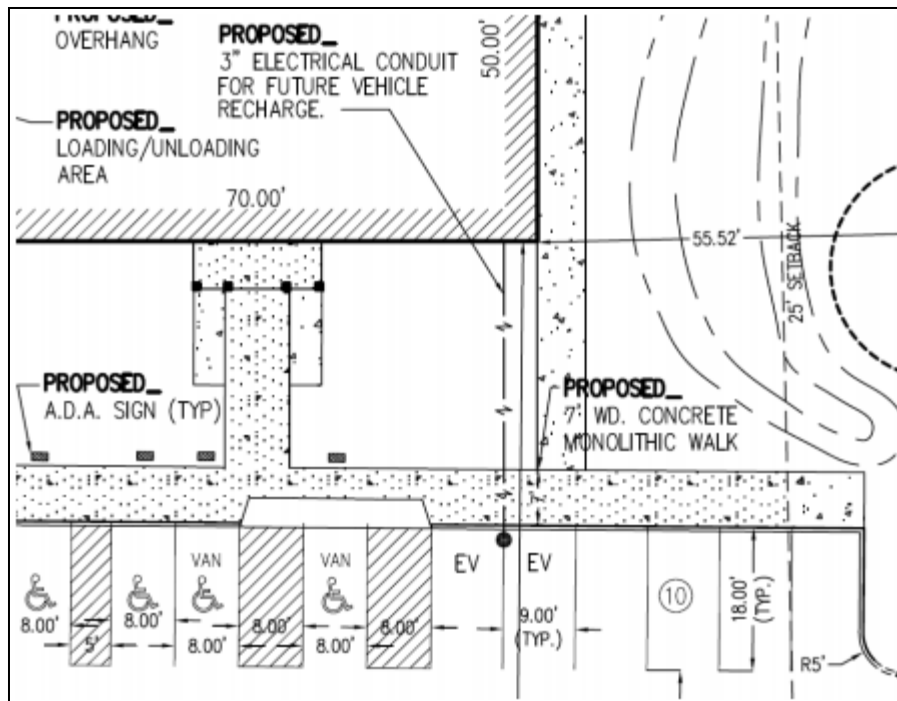 PROPOSED_
OVERHANG
PROPOSED_
3" ELECTRICAL CONDUIT
FOR FUTURE VEHICLE
RECHARGE.
50.00'
PROPOSED_
LOADING/UNLOADING
AREA
70.00'
55.52'
25' SETBACK
PROPOSED_
A.D.A. SIGN (TYP)
PROPOSED_
7' WD. CONCRETE
MONOLITHIC WALK
7'
VAN
VAN
EV
EV
8.00'
5'
8.00'
8.00'
8.00'
8.00'
8.00'
9.00'
(TYP.)
10
18.00'
(TYP.)
R5'